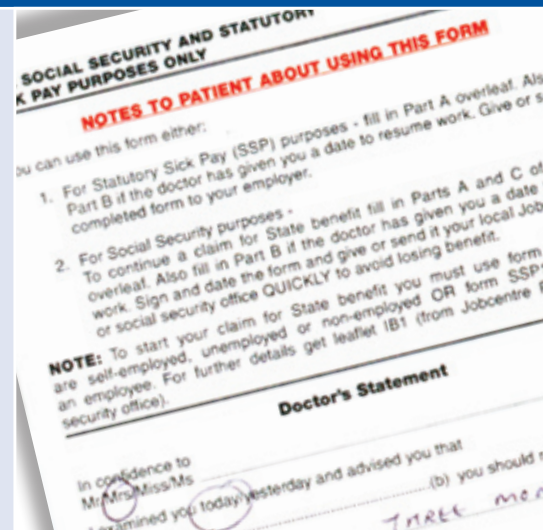 SOCIAL SECURITY AND STATUTORY
K PAY PURPOSES ONLY
NOTES TO PATIENT ABOUT USING THIS FORM
ou can use this form either:
1. For Statutory Sick Pay (SSP) purposes - fill in Part A overleaf. Als
Part B if the doctor has given you a date to resume work. Give or s
completed form to your employer.
2. For Social Security purposes -
To continue a claim for State benefit fill in Parts A and C of
overleaf. Also fill in Part B if the doctor has given you a date
work. Sign and date the form and give or send it your local Job
or social security office QUICKLY to avoid losing benefit.
NOTE: To start your claim for State benefit you must use form
are self-employed, unemployed or non-employed OR form SSP
an employee. For further details get leaflet IB1 (from Jobcentre
security office).
Doctor's Statement
In confidence to
Mr/Mrs/Miss/Ms
I examined you today/yesterday and advised you that
(b) you should
THREE